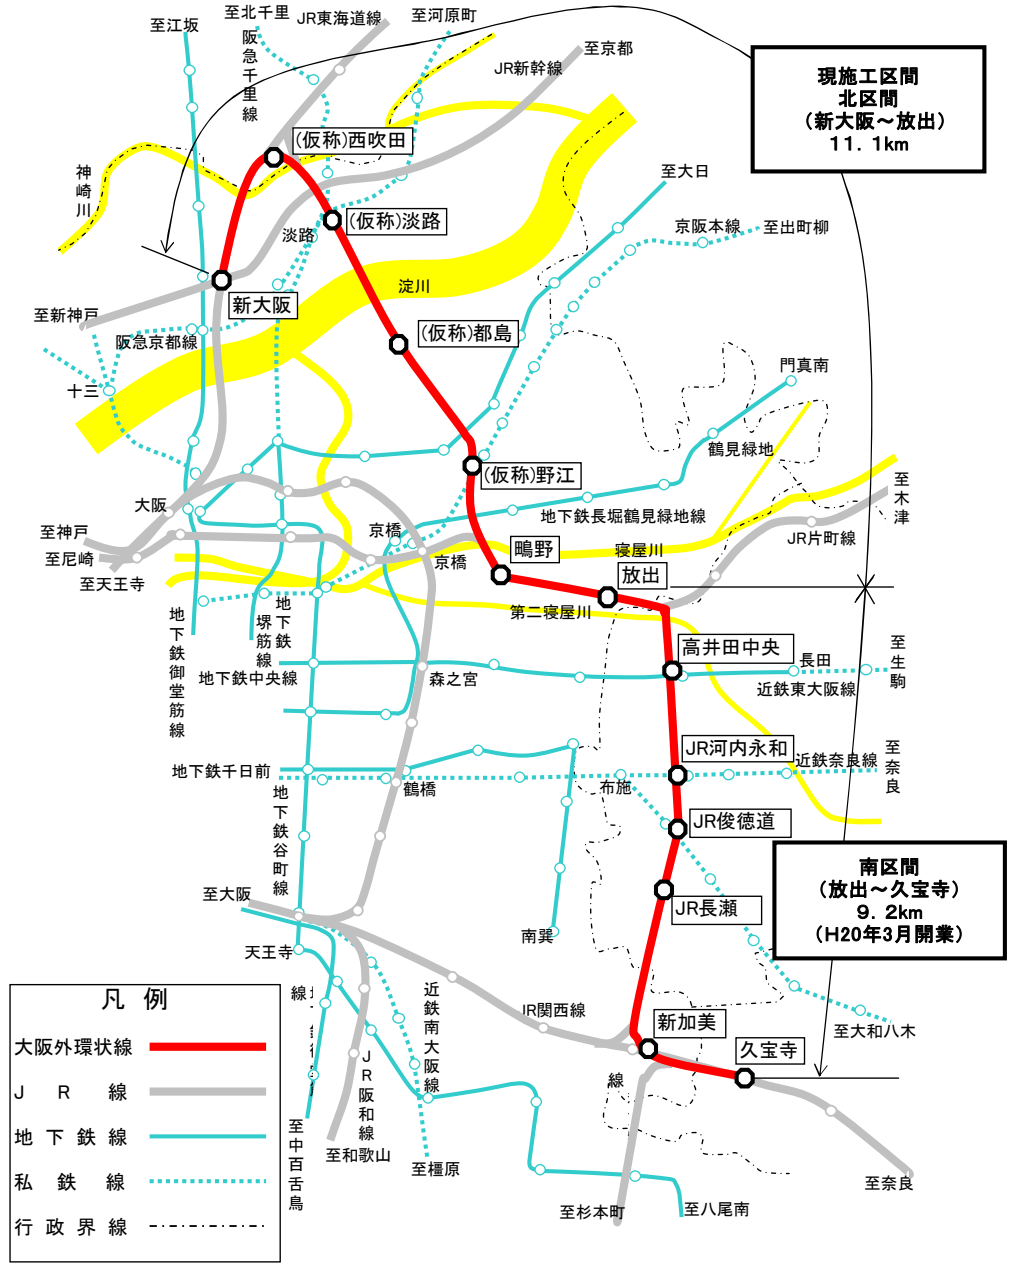 至江坂
至北千里
JR東海道線
至河原町
阪急千里線
JR新幹線
至京都
現施工区間
北区間
(新大阪～放出)
11.1km
(仮称)西吹田
神崎川
至大日
(仮称)淡路
淡路
京阪本線
至出町柳
淀川
新大阪
至新神戸
阪急京都線
(仮称)都島
十三
門真南
鶴見緑地
(仮称)野江
至木津
大阪
地下鉄長堀鶴見緑地線
至神戸
京橋
JR片町線
至尼崎
京橋
鴫野
寝屋川
至天王寺
放出
地下鉄御堂筋線
地下鉄
堺筋線
第二寝屋川
高井田中央
至生駒
長田
地下鉄中央線
森之宮
近鉄東大阪線
JR河内永和
近鉄奈良線
至奈良
地下鉄千日前
鶴橋
布施
地下鉄谷町線
JR俊徳道
南区間
(放出～久宝寺)
9.2km
(H20年3月開業)
至大阪
JR長瀬
南巽
天王寺
凡例
線
近鉄南大阪線
JR関西線
新加美
至大和八木
大阪外環状線
久宝寺
JR線
JR阪和線
線
地下鉄線
至中百舌鳥
至和歌山
至橿原
私鉄線
至奈良
行政界線
至杉本町
至八尾南